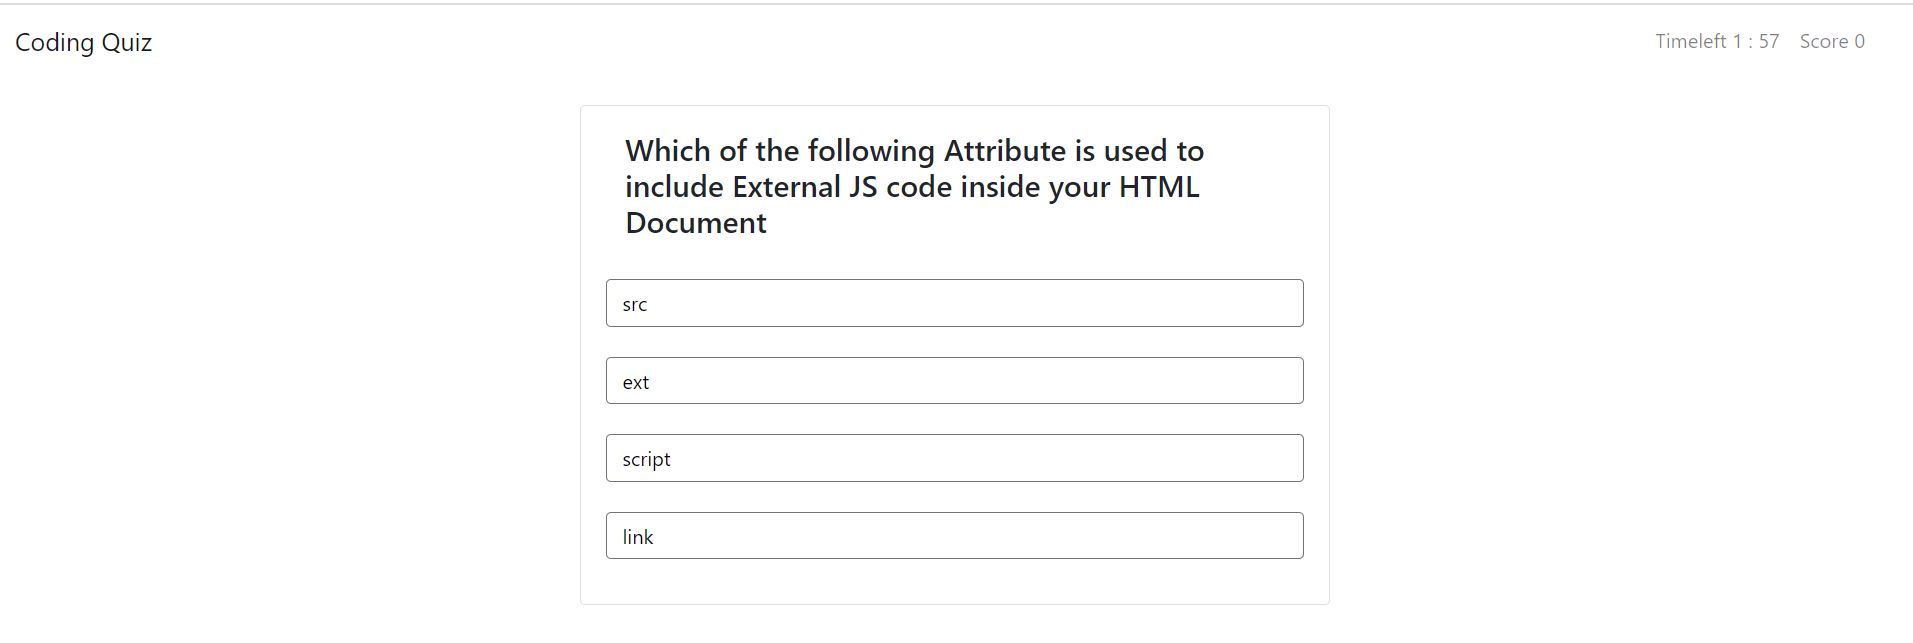 Coding Quiz
Timeleft 1 : 57 Score 0
Which of the following Attribute is used to
include External JS code inside your HTML
Document
src
ext
script
link